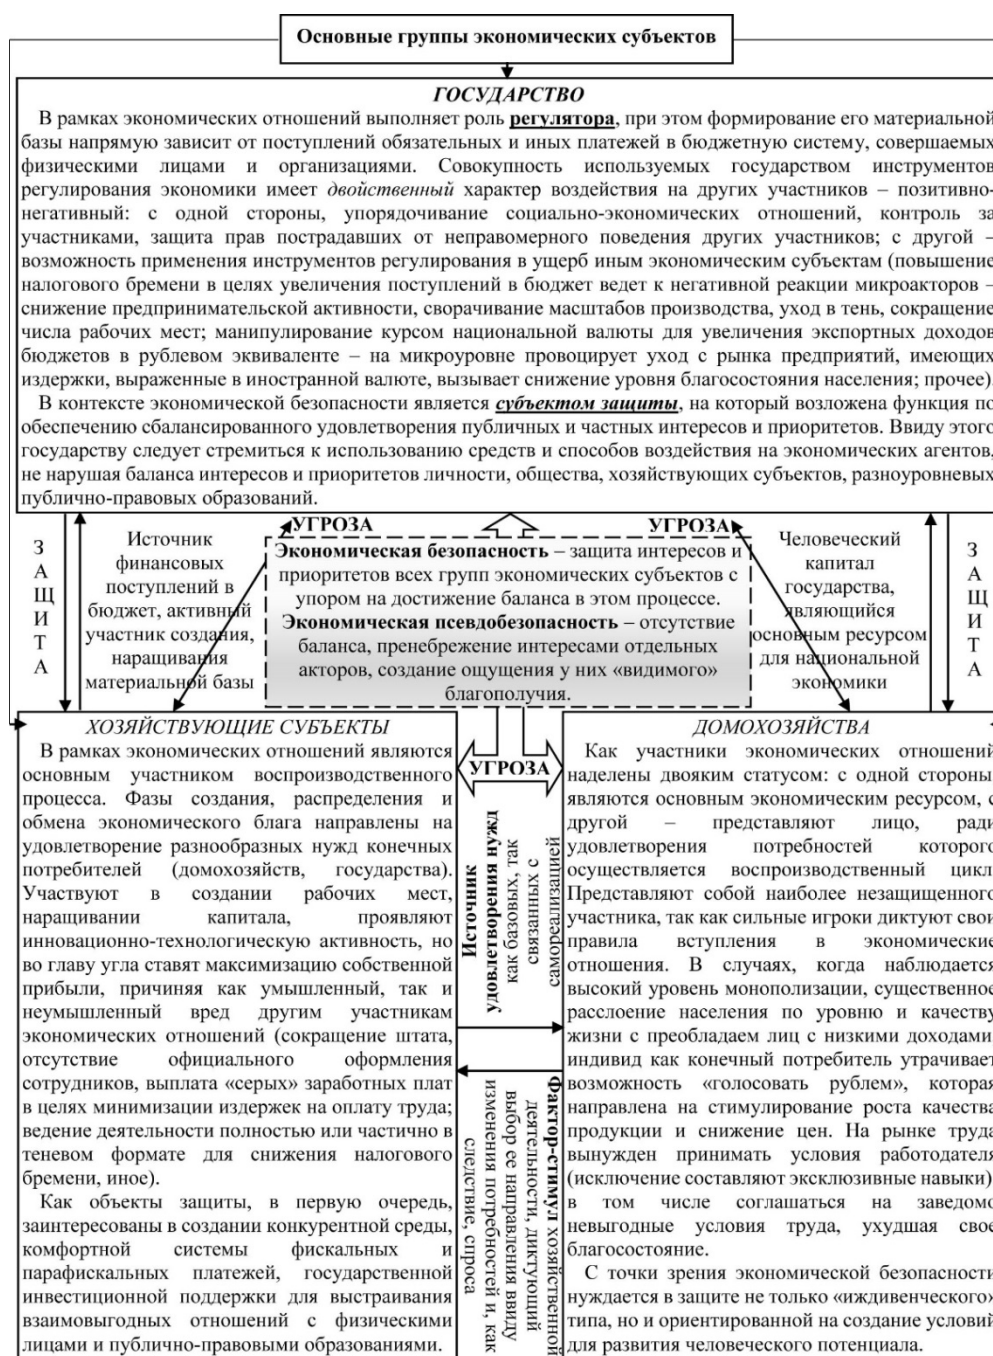 Основные группы экономических субъектов
ГОСУДАРСТВО
В рамках экономических отношений выполняет роль регулятора, при этом формирование его материальной
базы напрямую зависит от поступлений обязательных и иных платежей в бюджетную систему, совершаемых
физическими лицами и организациями. Совокупность используемых государством инструментов
регулирования экономики имеет двойственный характер воздействия на других участников – позитивно-
негативный: с одной стороны, упорядочивание социально-экономических отношений, контроль за
участниками, защита прав пострадавших от неправомерного поведения других участников; с другой –
возможность применения инструментов регулирования в ущерб иным экономическим субъектам (повышение
налогового бремени в целях увеличения поступлений в бюджет ведет к негативной реакции микроакторов –
снижение предпринимательской активности, сворачивание масштабов производства, уход в тень, сокращение
числа рабочих мест; манипулирование курсом национальной валюты для увеличения экспортных доходов
бюджетов в рублевом эквиваленте – на микроуровне провоцирует уход с рынка предприятий, имеющих
издержки, выраженные в иностранной валюте, вызывает снижение уровня благосостояния населения; прочее).
В контексте экономической безопасности является субъектом защиты, на который возложена функция по
обеспечению сбалансированного удовлетворения публичных и частных интересов и приоритетов. Ввиду этого
государству следует стремиться к использованию средств и способов воздействия на экономических агентов,
не нарушая баланса интересов и приоритетов личности, общества, хозяйствующих субъектов, разноуровневых
публично-правовых образований.
ЗАЩИТА
Источник
финансовых
поступлений в
бюджет, активный
участник создания,
наращивания
материальной базы
УГРОЗА
УГРОЗА
Экономическая безопасность – защита интересов и
приоритетов всех групп экономических субъектов с
упором на достижение баланса в этом процессе.
Экономическая псевдобезопасность – отсутствие
баланса, пренебрежение интересами отдельных
акторов, создание ощущения у них «видимого»
благополучия.
Человеческий
капитал
государства,
являющийся
основным ресурсом
для национальной
экономики
ЗАЩИТА
ХОЗЯЙСТВУЮЩИЕ СУБЪЕКТЫ
В рамках экономических отношений являются
основным участником воспроизводственного
процесса. Фазы создания, распределения и
обмена экономического блага направлены на
удовлетворение разнообразных нужд конечных
потребителей (домохозяйств, государства).
Участвуют в создании рабочих мест,
наращивании капитала, проявляют
инновационно-технологическую активность, но
во главу угла ставят максимизацию собственной
прибыли, причиняя как умышленный, так и
неумышленный вред другим участникам
экономических отношений (сокращение штата,
отсутствие официального оформления
сотрудников, выплата «серых» заработных плат
в целях минимизации издержек на оплату труда;
ведение деятельности полностью или частично в
теневом формате для снижения налогового
бремени, иное).
Как объекты защиты, в первую очередь,
заинтересованы в создании конкурентной среды,
комфортной системы фискальных и
парафискальных платежей, государственной
инвестиционной поддержки для выстраивания
взаимовыгодных отношений с физическими
лицами и публично-правовыми образованиями.
УГРОЗА
Источник
удовлетворения нужд
как базовых, так
связанных с
самореализацией
Фактор-стимул хозяйственной
деятельности, диктующий
выбор ее направления ввиду
изменения потребностей и, как
следствие, спроса
ДОМОХОЗЯЙСТВА
Как участники экономических отношений
наделены двояким статусом: с одной стороны,
являются основным экономическим ресурсом, с
другой – представляют лицо, ради
удовлетворения потребностей которого
осуществляется воспроизводственный цикл.
Представляют собой наиболее незащищенного
участника, так как сильные игроки диктуют свои
правила вступления в экономические
отношения. В случаях, когда наблюдается
высокий уровень монополизации, существенное
расслоение населения по уровню и качеству
жизни с преобладаем лиц с низкими доходами,
индивид как конечный потребитель утрачивает
возможность «голосовать рублем», которая
направлена на стимулирование роста качества
продукции и снижение цен. На рынке труда
вынужден принимать условия работодателя
(исключение составляют эксклюзивные навыки),
в том числе соглашаться на заведомо
невыгодные условия труда, ухудшая свое
благосостояние.
С точки зрения экономической безопасности
нуждается в защите не только «иждивенческого»
типа, но и ориентированной на создание условий
для развития человеческого потенциала.